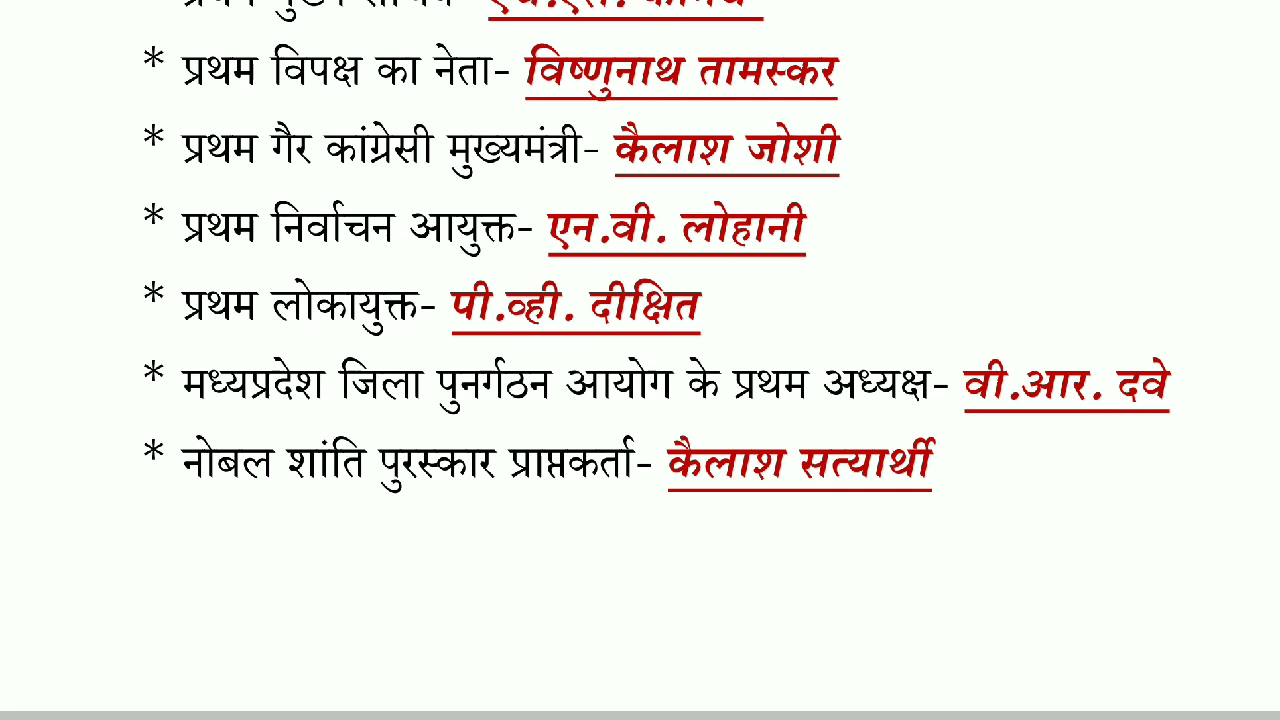 * प्रथम विपक्ष का नेता- विष्णुनाथ तामस्कर
* प्रथम गैर कांग्रेसी मुख्यमंत्री- कैलाश जोशी
* प्रथम निर्वाचन आयुक्त- एन.वी. लोहानी
* प्रथम लोकायुक्त- पी.व्ही. दीक्षित
* मध्यप्रदेश जिला पुनर्गठन आयोग के प्रथम अध्यक्ष- वी.आर. दवे
* नोबल शांति पुरस्कार प्राप्तकर्ता- कैलाश सत्यार्थी